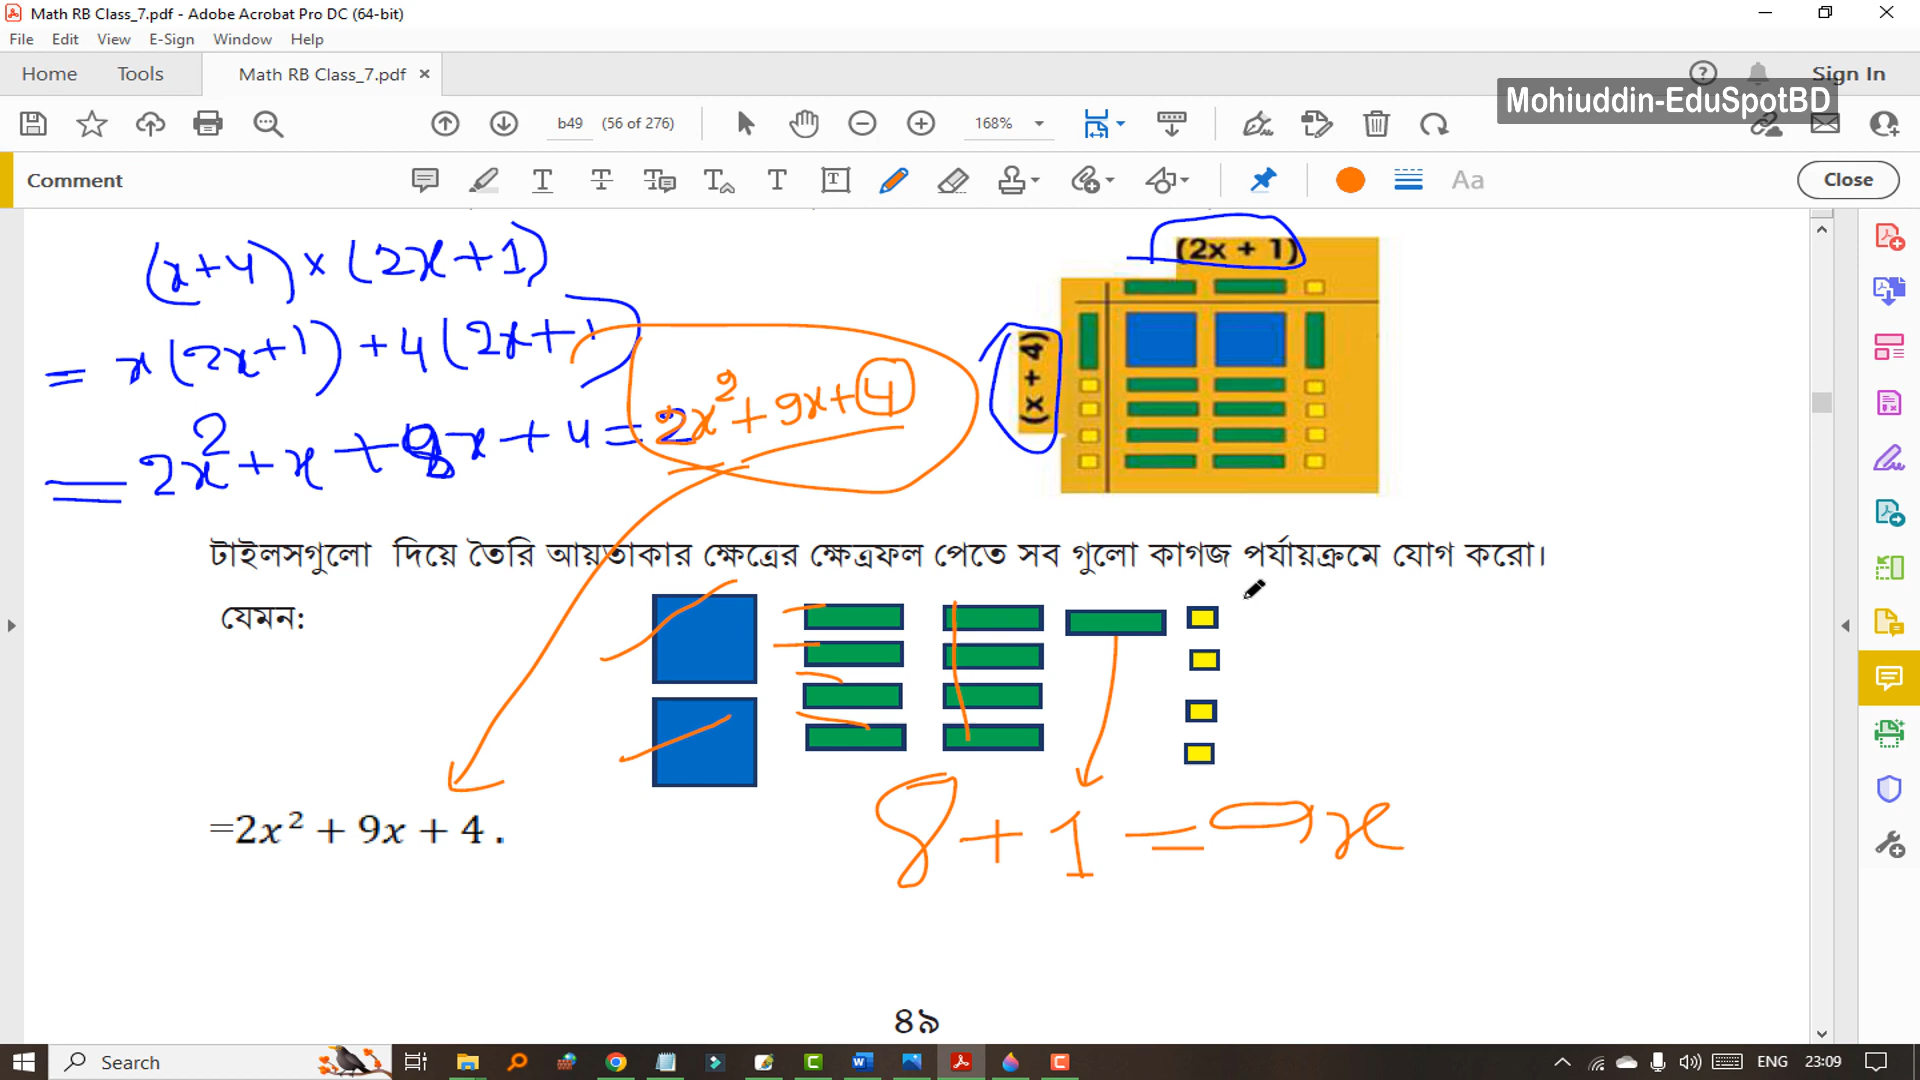 Math RB Class_7.pdf - Adobe Acrobat Pro DC (64-bit)
File Edit View E-Sign Window Help
Home Tools Math RB Class_7.pdf × Sign In
Mohiuddin-EduSpotBD
b49 (56 of 276) 168%
Comment Aa Close
(x+4) × (2x+1)
(2x + 1)
= x(2x+1) + 4(2x+1)
(x + 4)
= 2x² + x + 8x + 4 = 2x² + 9x + 4
টাইলসগুলো দিয়ে তৈরি আয়তাকার ক্ষেত্রের ক্ষেত্রফল পেতে সব গুলো কাগজ পর্যায়ক্রমে যোগ করো।
যেমন:
=2x² + 9x + 4 .
8 + 1 = 9x
৪৯
Search ENG 23:09